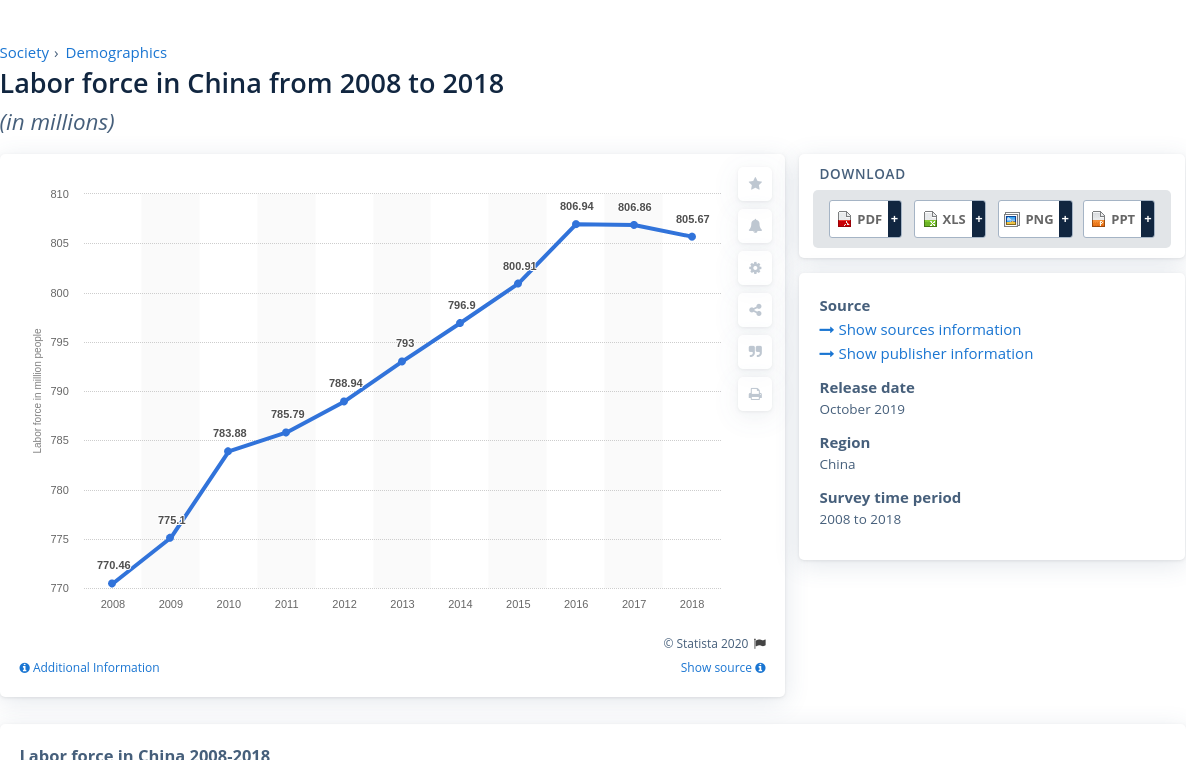 Society › Demographics
Labor force in China from 2008 to 2018
(in millions)
DOWNLOAD
PDF +
XLS +
PNG +
PPT +
Labor force in million people
810
805
800
795
790
785
780
775
770
770.46
775.1
783.88
785.79
788.94
793
796.9
800.91
806.94
806.86
805.67
2008 2009 2010 2011 2012 2013 2014 2015 2016 2017 2018
© Statista 2020
Additional Information
Show source
Source
Show sources information
Show publisher information
Release date
October 2019
Region
China
Survey time period
2008 to 2018
Labor force in China 2008-2018